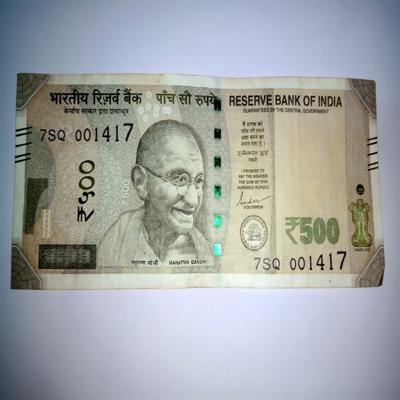 भारतीय रिज़र्व बैंक
केन्द्रीय सरकार द्वारा प्रत्याभूत
पाँच सौ रुपये
RESERVE BANK OF INDIA
GUARANTEED BY THE CENTRAL GOVERNMENT
7SQ 001417
₹५००
मैं धारक को
पाँच सौ रुपये
अदा करने का
वचन देता हूँ
I PROMISE TO
PAY THE BEARER
THE SUM OF FIVE
HUNDRED RUPEES
GOVERNOR
₹500
7SQ 001417
महात्मा गांधी
MAHATMA GANDHI